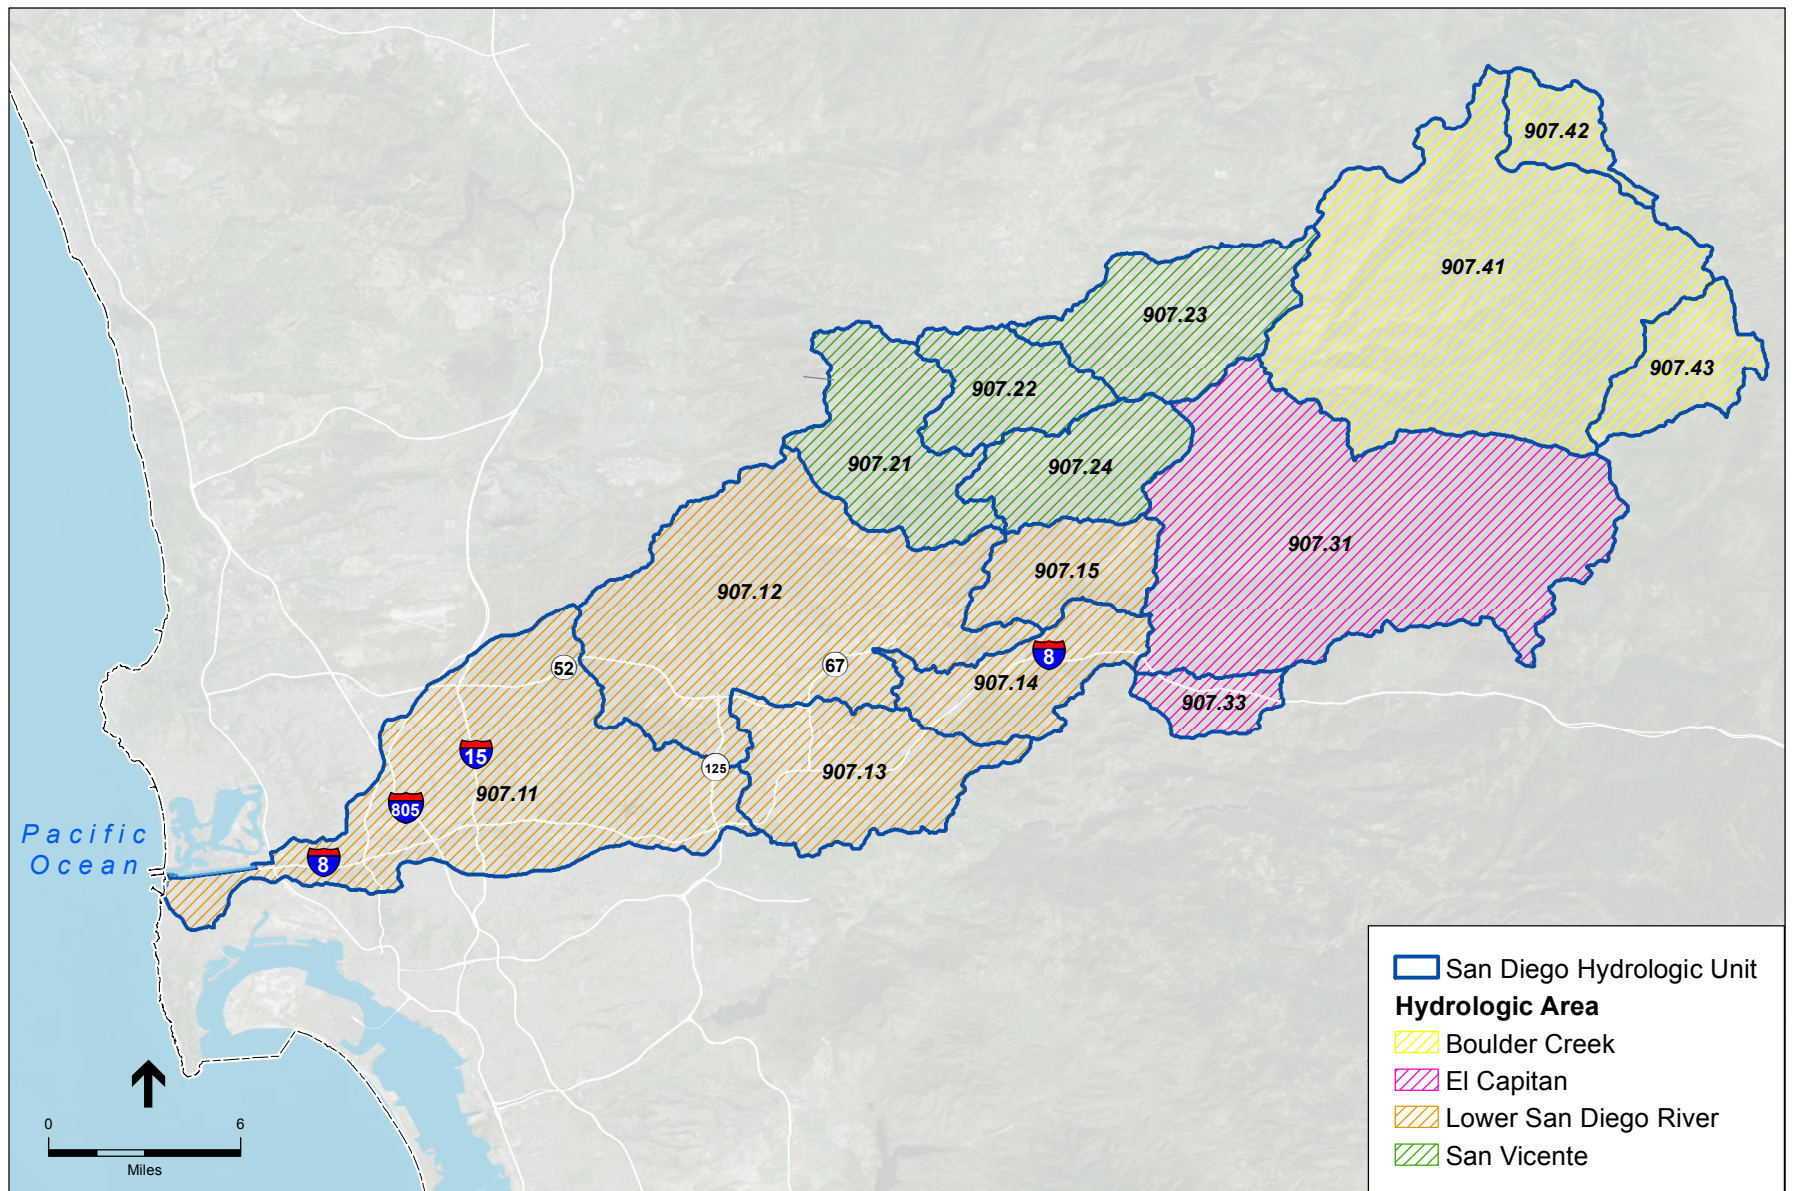 907.42
907.41
907.23
907.43
907.22
907.21
907.24
907.31
907.15
907.12
8
52
67
907.14
907.33
15
125
907.13
907.11
805
Pacific
Ocean
8
San Diego Hydrologic Unit
Hydrologic Area
Boulder Creek
El Capitan
Lower San Diego River
San Vicente
0 6
Miles